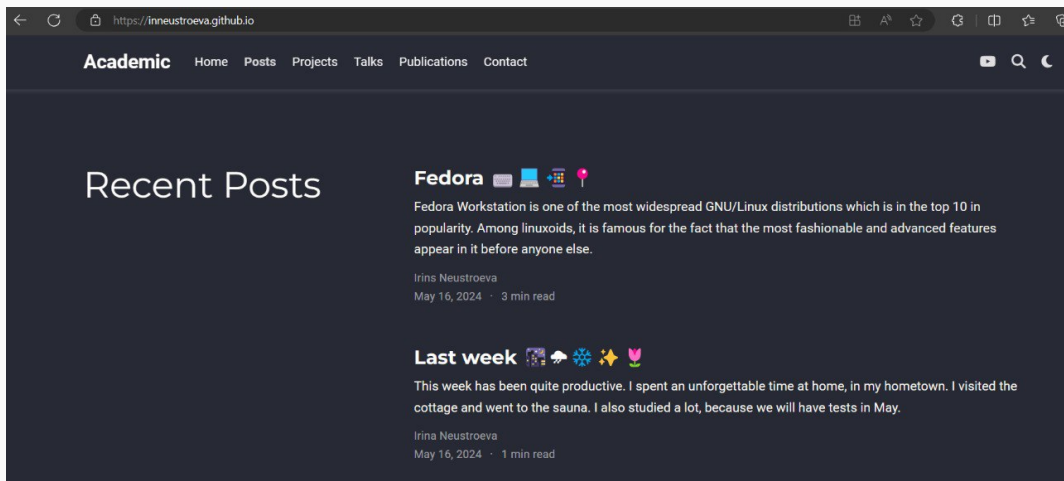 https://inneustroeva.github.io
Academic Home Posts Projects Talks Publications Contact
Recent Posts
Fedora
Fedora Workstation is one of the most widespread GNU/Linux distributions which is in the top 10 in
popularity. Among linuxoids, it is famous for the fact that the most fashionable and advanced features
appear in it before anyone else.
Irins Neustroeva
May 16, 2024 · 3 min read
Last week
This week has been quite productive. I spent an unforgettable time at home, in my hometown. I visited the
cottage and went to the sauna. I also studied a lot, because we will have tests in May.
Irina Neustroeva
May 16, 2024 · 1 min read